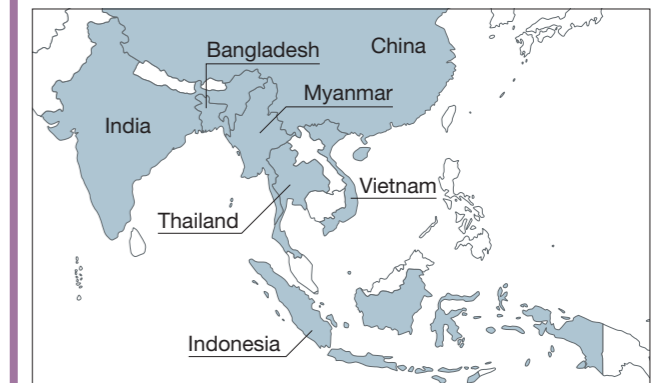 Bangladesh
China
Myanmar
India
Vietnam
Thailand
Indonesia